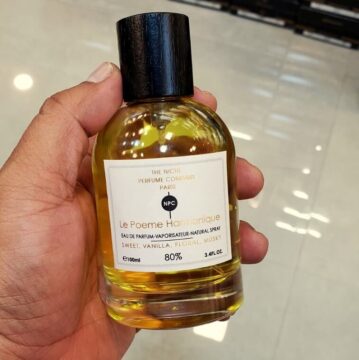 THE NICHE
PERFUME COMPANY
PARIS
NPC
Le Poeme Harmonique
EAU DE PARFUM-VAPORISATEUR-NATURAL SPRAY
SWEET, VANILLA, FLORAL, MUSKY
e100ml 80% 3.4FL.OZ.